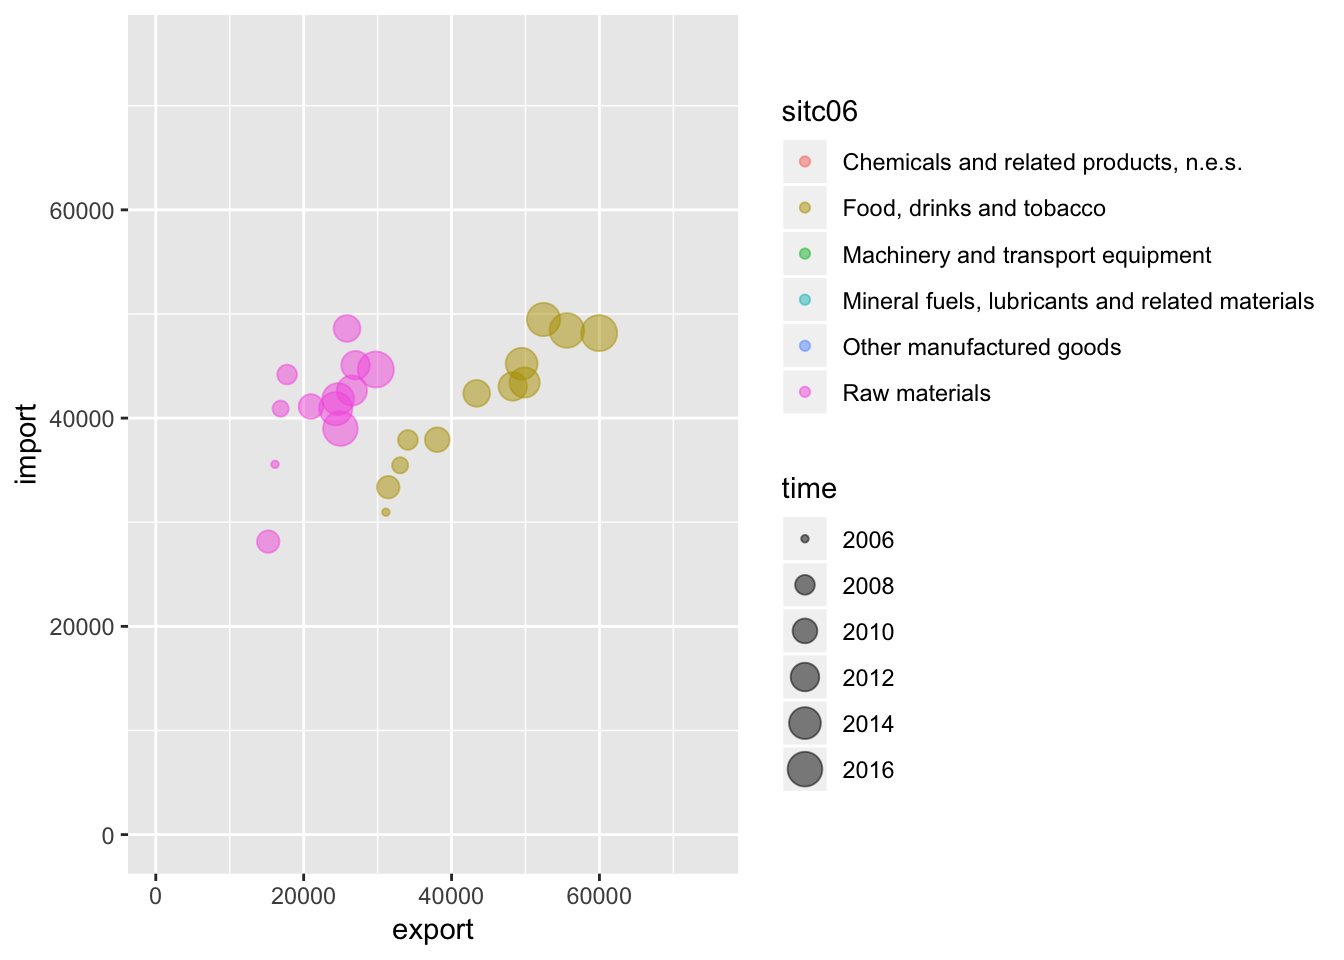 60000
40000
20000
0
import
0 20000 40000 60000
export
sitc06
Chemicals and related products, n.e.s.
Food, drinks and tobacco
Machinery and transport equipment
Mineral fuels, lubricants and related materials
Other manufactured goods
Raw materials
time
2006
2008
2010
2012
2014
2016